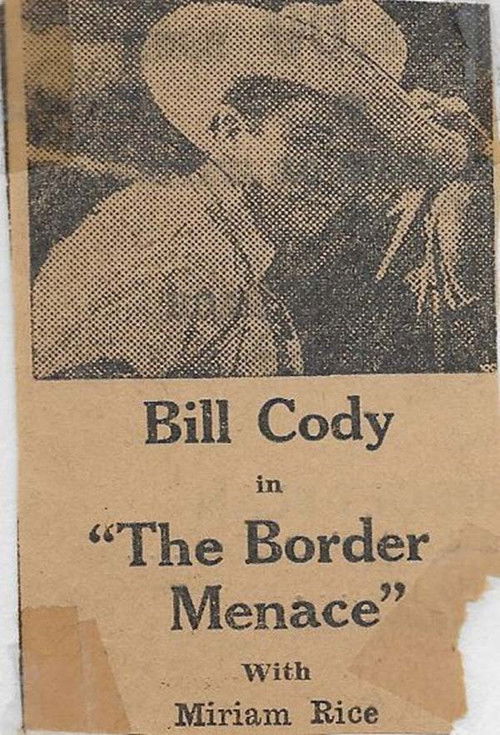 Bill Cody
in
“The Border
Menace”
With
Miriam Rice